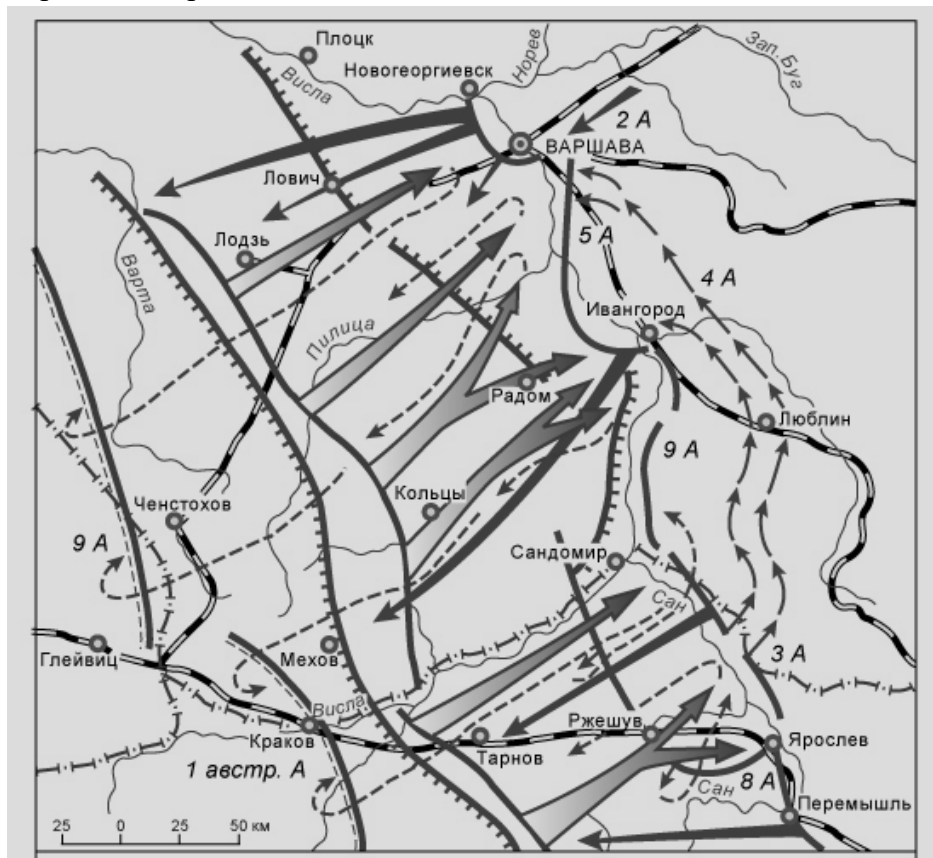 Плоцк
Висла
Новогеоргиевск
Норев
Зап. Буг
2 А
ВАРШАВА
Лович
5 А
Лодзь
4 А
Варта
Ивангород
Пилица
Радом
Люблин
9 А
Кольцы
Ченстохов
9 А
Сандомир
Сан
Глейвиц
Мехов
3 А
Висла
Ржешув
Краков
Тарнов
Ярослев
1 австр. А
Сан
8 А
Перемышль
25 0 25 50 км